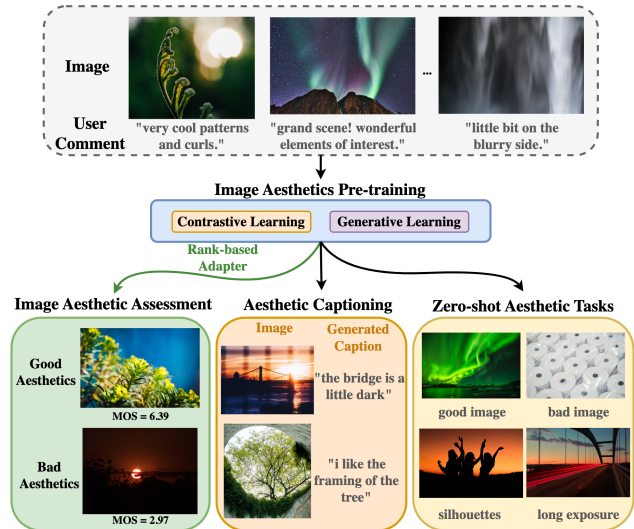 Image
...
User
Comment
"very cool patterns
and curls."
"grand scene! wonderful
elements of interest."
"little bit on the
blurry side."
Image Aesthetics Pre-training
Contrastive Learning
Generative Learning
Rank-based
Adapter
Image Aesthetic Assessment
Good
Aesthetics
MOS = 6.39
Bad
Aesthetics
MOS = 2.97
Aesthetic Captioning
Image
Generated
Caption
"the bridge is a
little dark"
"i like the
framing of the
tree"
Zero-shot Aesthetic Tasks
good image
bad image
silhouettes
long exposure